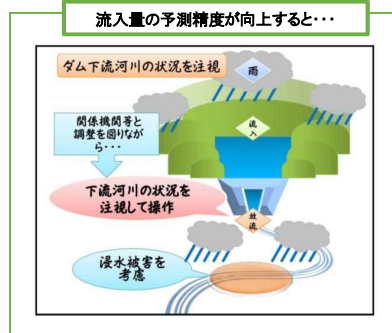 流入量の予測精度が向上すると・・・
ダム下流河川の状況を注視
雨
関係機関等と
調整を図りなが
ら・・・
流入
下流河川の状況を
注視して操作
放流
浸水被害を
考慮